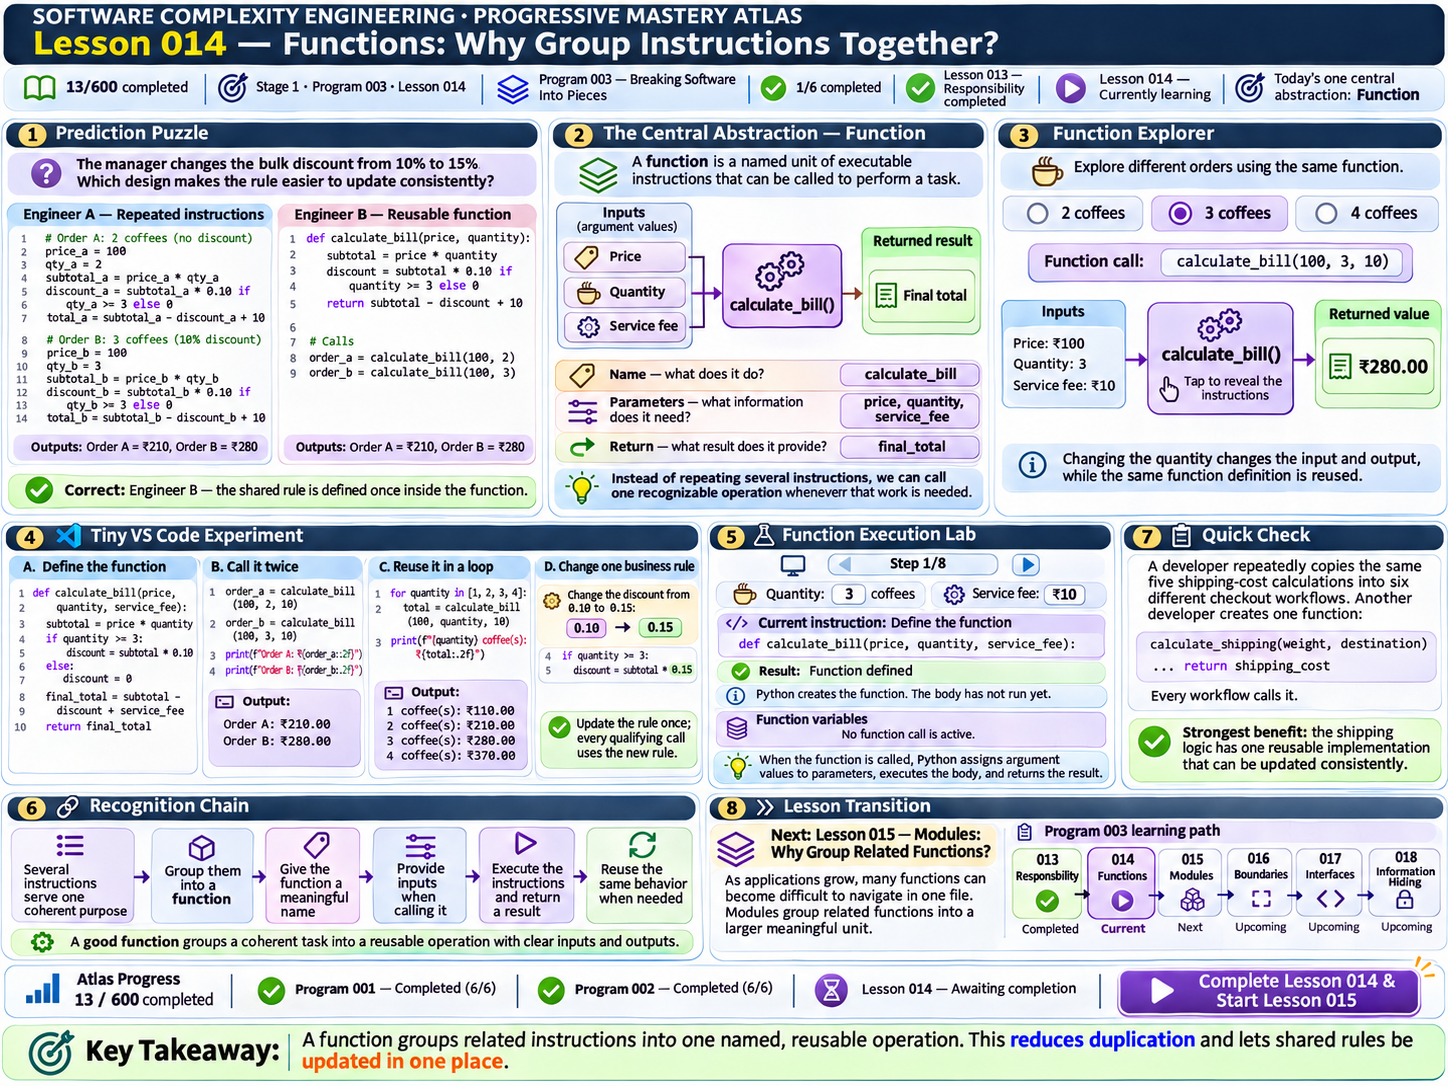 SOFTWARE COMPLEXITY ENGINEERING · PROGRESSIVE MASTERY ATLAS
Lesson 014 — Functions: Why Group Instructions Together?
13/600 completed
Stage 1 · Program 003 · Lesson 014
Program 003 — Breaking Software
Into Pieces
1/6 completed
Lesson 013 —
Responsibility
completed
Lesson 014 —
Currently learning
Today's one central
abstraction: Function
1 Prediction Puzzle
? The manager changes the bulk discount from 10% to 15%.
Which design makes the rule easier to update consistently?
Engineer A — Repeated instructions
1 # Order A: 2 coffees (no discount)
2 price_a = 100
3 qty_a = 2
4 subtotal_a = price_a * qty_a
5 discount_a = subtotal_a * 0.10 if
6 qty_a >= 3 else 0
7 total_a = subtotal_a − discount_a + 10
8 # Order B: 3 coffees (10% discount)
9 price_b = 100
10 qty_b = 3
11 subtotal_b = price_b * qty_b
12 discount_b = subtotal_b * 0.10 if
13 qty_b >= 3 else 0
14 total_b = subtotal_b − discount_b + 10
Outputs: Order A = ₹210, Order B = ₹280
Engineer B — Reusable function
1 def calculate_bill(price, quantity):
2 subtotal = price * quantity
3 discount = subtotal * 0.10 if
4 quantity >= 3 else 0
5 return subtotal − discount + 10
6
7 # Calls
8 order_a = calculate_bill(100, 2)
9 order_b = calculate_bill(100, 3)
Outputs: Order A = ₹210, Order B = ₹280
Correct: Engineer B — the shared rule is defined once inside the function.
2 The Central Abstraction — Function
A function is a named unit of executable
instructions that can be called to perform a task.
Inputs
(argument values)
Price
Quantity
Service fee
calculate_bill()
Returned result
Final total
Name — what does it do?
calculate_bill
Parameters — what information
does it need?
price, quantity,
service_fee
Return — what result does it provide?
final_total
Instead of repeating several instructions, we can call
one recognizable operation wheneverr that work is needed.
3 Function Explorer
Explore different orders using the same function.
2 coffees
3 coffees
4 coffees
Function call: calculate_bill(100, 3, 10)
Inputs
Price: ₹100
Quantity: 3
Service fee: ₹10
calculate_bill()
Tap to reveal the
instructions
Returned value
₹280.00
Changing the quantity changes the input and output,
while the same function definition is reused.
4 Tiny VS Code Experiment
A. Define the function
1 def calculate_bill(price,
2 quantity, service_fee):
3 subtotal = price * quantity
4 if quantity >= 3:
5 discount = subtotal * 0.10
6 else:
7 discount = 0
8 final_total = subtotal −
9 discount + service_fee
10 return final_total
B. Call it twice
1 order_a = calculate_bill
(100, 2, 10)
2 order_b = calculate_bill
(100, 3, 10)
3 print(f"Order A: ₹{order_a:.2f}")
4 print(f"Order B: ₹{order_b:.2f}")
Output:
Order A: ₹210.00
Order B: ₹280.00
C. Reuse it in a loop
1 for quantity in [1, 2, 3, 4]:
2 total = calculate_bill
(100, quantity, 10)
3 print(f"{quantity} coffee(s):
₹{total:.2f}")
Output:
1 coffee(s): ₹110.00
2 coffee(s): ₹210.00
3 coffee(s): ₹280.00
4 coffee(s): ₹370.00
D. Change one business rule
Change the discount from
0.10 to 0.15:
0.10 → 0.15
4 if quantity >= 3:
5 discount = subtotal * 0.15
Update the rule once;
every qualifying call
uses the new rule.
5 Function Execution Lab
Step 1/8
Quantity: 3 coffees
Service fee: ₹10
</> Current instruction: Define the function
def calculate_bill(price, quantity, service_fee):
Result: Function defined
Python creates the function. The body has not run yet.
Function variables
No function call is active.
When the function is called, Python assigns argument
values to parameters, executes the body, and returns the result.
7 Quick Check
A developer repeatedly copies the same
five shipping-cost calculations into six
different checkout workflows. Another
developer creates one function:
calculate_shipping(weight, destination)
... return shipping_cost
Every workflow calls it.
Strongest benefit: the shipping
logic has one reusable implementation
that can be updated consistently.
6 Recognition Chain
Several
instructions
serve one
coherent purpose
Group them
into a
function
Give the
function a
meaningful
name
Provide
inputs
when
calling it
Execute the
instructions
and return
a result
Reuse the
same behavior
when needed
A good function groups a coherent task into a reusable operation with clear inputs and outputs.
8 Lesson Transition
Next: Lesson 015 — Modules:
Why Group Related Functions?
As applications grow, many functions can
become difficult to navigate in one file.
Modules group related functions into a
larger meaningful unit.
Program 003 learning path
013
Responsbility
Completed
014
Functions
Current
015
Modules
Next
016
Boundaries
Upcoming
017
Interfaces
Upcoming
018
Information
Hiding
Upcoming
Atlas Progress
13 / 600 completed
Program 001 — Completed (6/6)
Program 002 — Completed (6/6)
Lesson 014 — Awaiting completion
Complete Lesson 014 &
Start Lesson 015
Key Takeaway:
A function groups related instructions into one named, reusable operation. This reduces duplication and lets shared rules be
updated in one place.